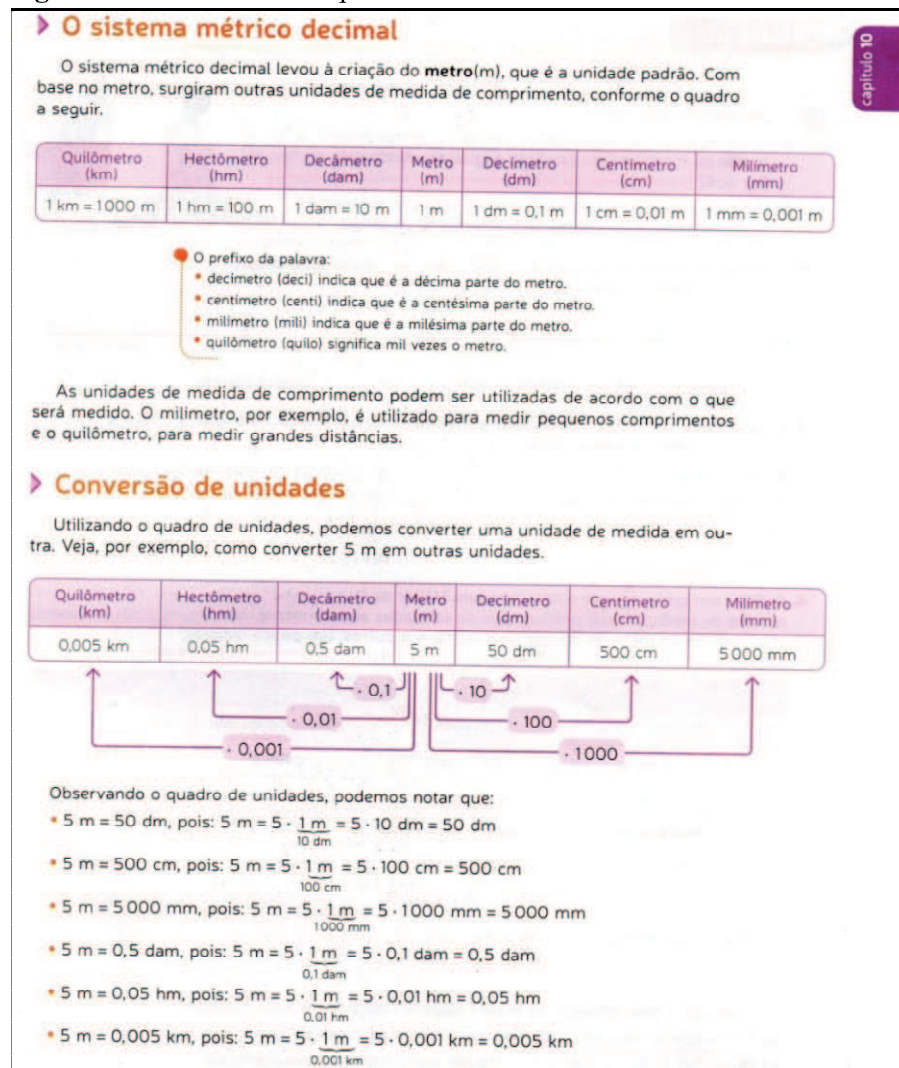 O sistema métrico decimal
capítulo 10
O sistema métrico decimal levou à criação do metro(m), que é a unidade padrão. Com
base no metro, surgiram outras unidades de medida de comprimento, conforme o quadro
a seguir.
Quilômetro (km) Hectômetro (hm) Decâmetro (dam) Metro (m) Decímetro (dm) Centímetro (cm) Milímetro (mm)
1 km = 1000 m 1 hm = 100 m 1 dam = 10 m 1 m 1 dm = 0,1 m 1 cm = 0,01 m 1 mm = 0,001 m
O prefixo da palavra:
• decímetro (deci) indica que é a décima parte do metro.
• centímetro (centi) indica que é a centésima parte do metro.
• milímetro (mili) indica que é a milésima parte do metro.
• quilômetro (quilo) significa mil vezes o metro.
As unidades de medida de comprimento podem ser utilizadas de acordo com o que
será medido. O milímetro, por exemplo, é utilizado para medir pequenos comprimentos
e o quilômetro, para medir grandes distâncias.
Conversão de unidades
Utilizando o quadro de unidades, podemos converter uma unidade de medida em ou-
tra. Veja, por exemplo, como converter 5 m em outras unidades.
Quilômetro (km) Hectômetro (hm) Decâmetro (dam) Metro (m) Decímetro (dm) Centímetro (cm) Milímetro (mm)
0,005 km 0,05 hm 0,5 dam 5 m 50 dm 500 cm 5 000 mm
· 0,1 · 10
· 0,01 · 100
· 0,001 · 1000
Observando o quadro de unidades, podemos notar que:
• 5 m = 50 dm, pois: 5 m = 5 · 1 m = 5 · 10 dm = 50 dm
10 dm
• 5 m = 500 cm, pois: 5 m = 5 · 1 m = 5 · 100 cm = 500 cm
100 cm
• 5 m = 5 000 mm, pois: 5 m = 5 · 1 m = 5 · 1000 mm = 5 000 mm
1000 mm
• 5 m = 0,5 dam, pois: 5 m = 5 · 1 m = 5 · 0,1 dam = 0,5 dam
0,1 dam
• 5 m = 0,05 hm, pois: 5 m = 5 · 1 m = 5 · 0,01 hm = 0,05 hm
0,01 hm
• 5 m = 0,005 km, pois: 5 m = 5 · 1 m = 5 · 0,001 km = 0,005 km
0,001 km